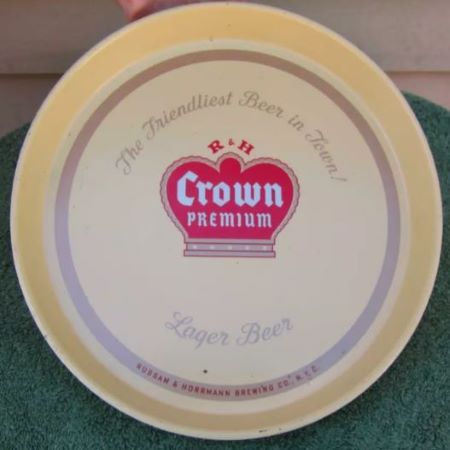 The Friendliest Beer in Town!
R & H
Crown
PREMIUM
Lager Beer
RUBSAM & HORRMANN BREWING CO. N.Y.C.